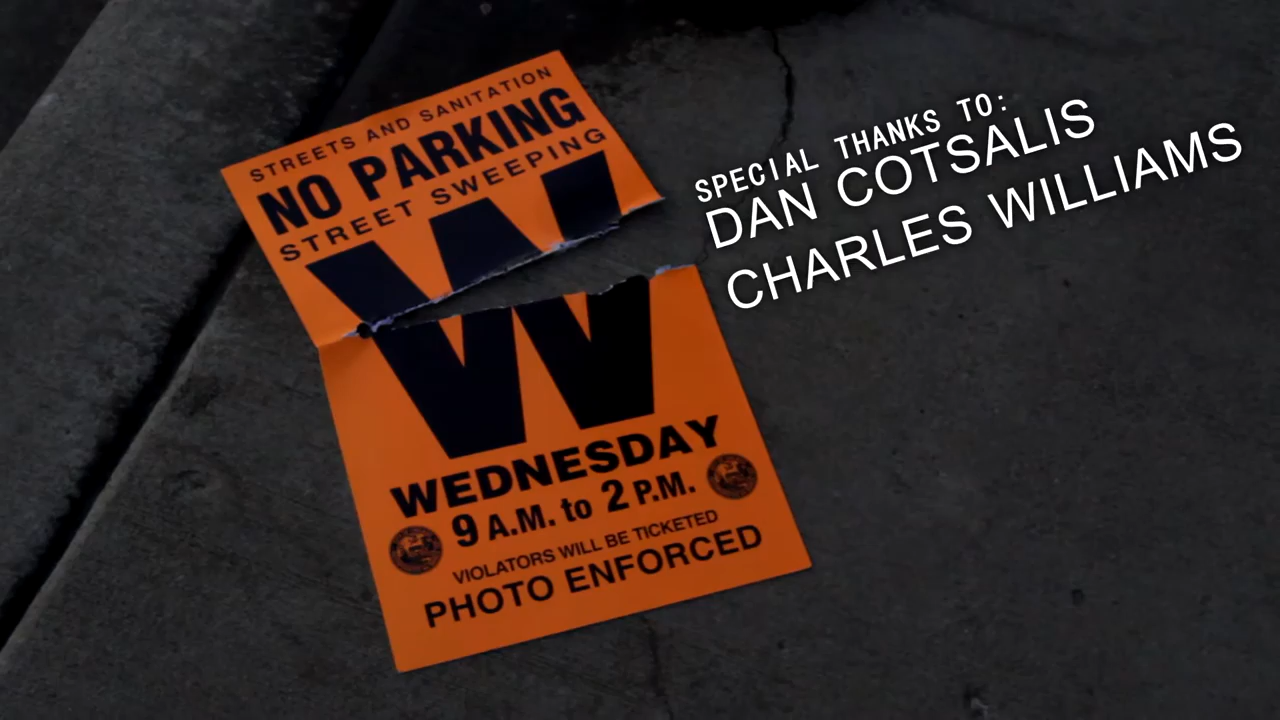 STREETS AND SANITATION
NO PARKING
STREET SWEEPING
W
WEDNESDAY
9 A.M. to 2 P.M.
VIOLATORS WILL BE TICKETED
PHOTO ENFORCED
SPECIAL THANKS TO:
DAN COTSALIS
CHARLES WILLIAMS